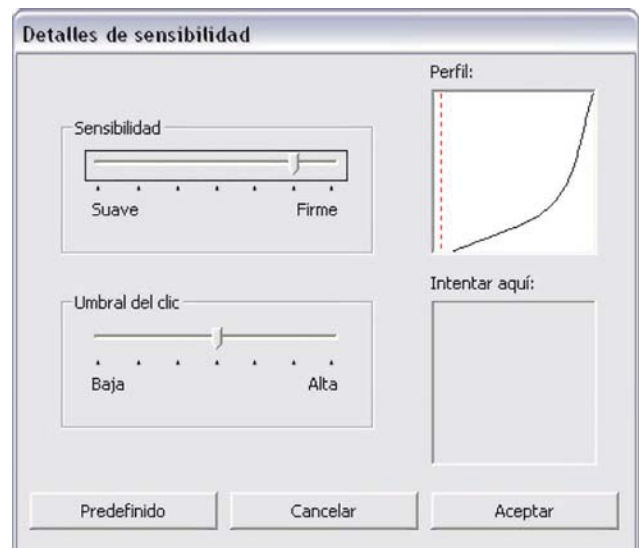 Detalles de sensibilidad
Perfil:
Sensibilidad
Suave Firme
Intentar aquí:
Umbral del clic
Baja Alta
Predefinido Cancelar Aceptar